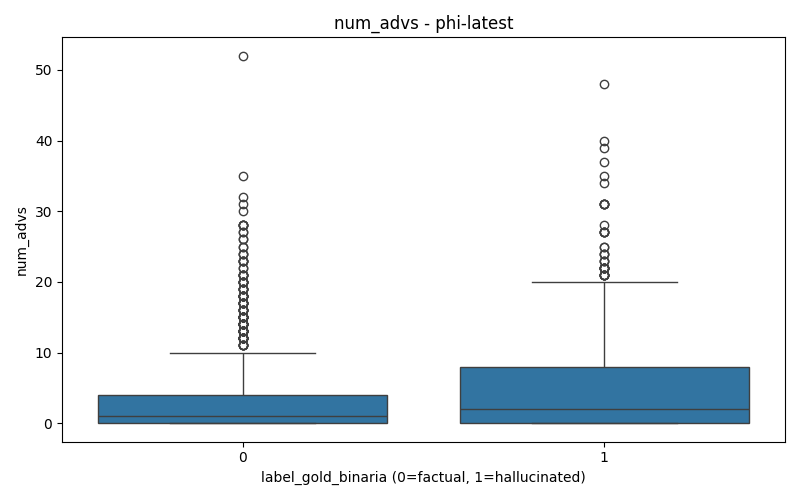 num_advs - phi-latest
50
40
30
20
10
0
num_advs
0 1
label_gold_binaria (0=factual, 1=hallucinated)